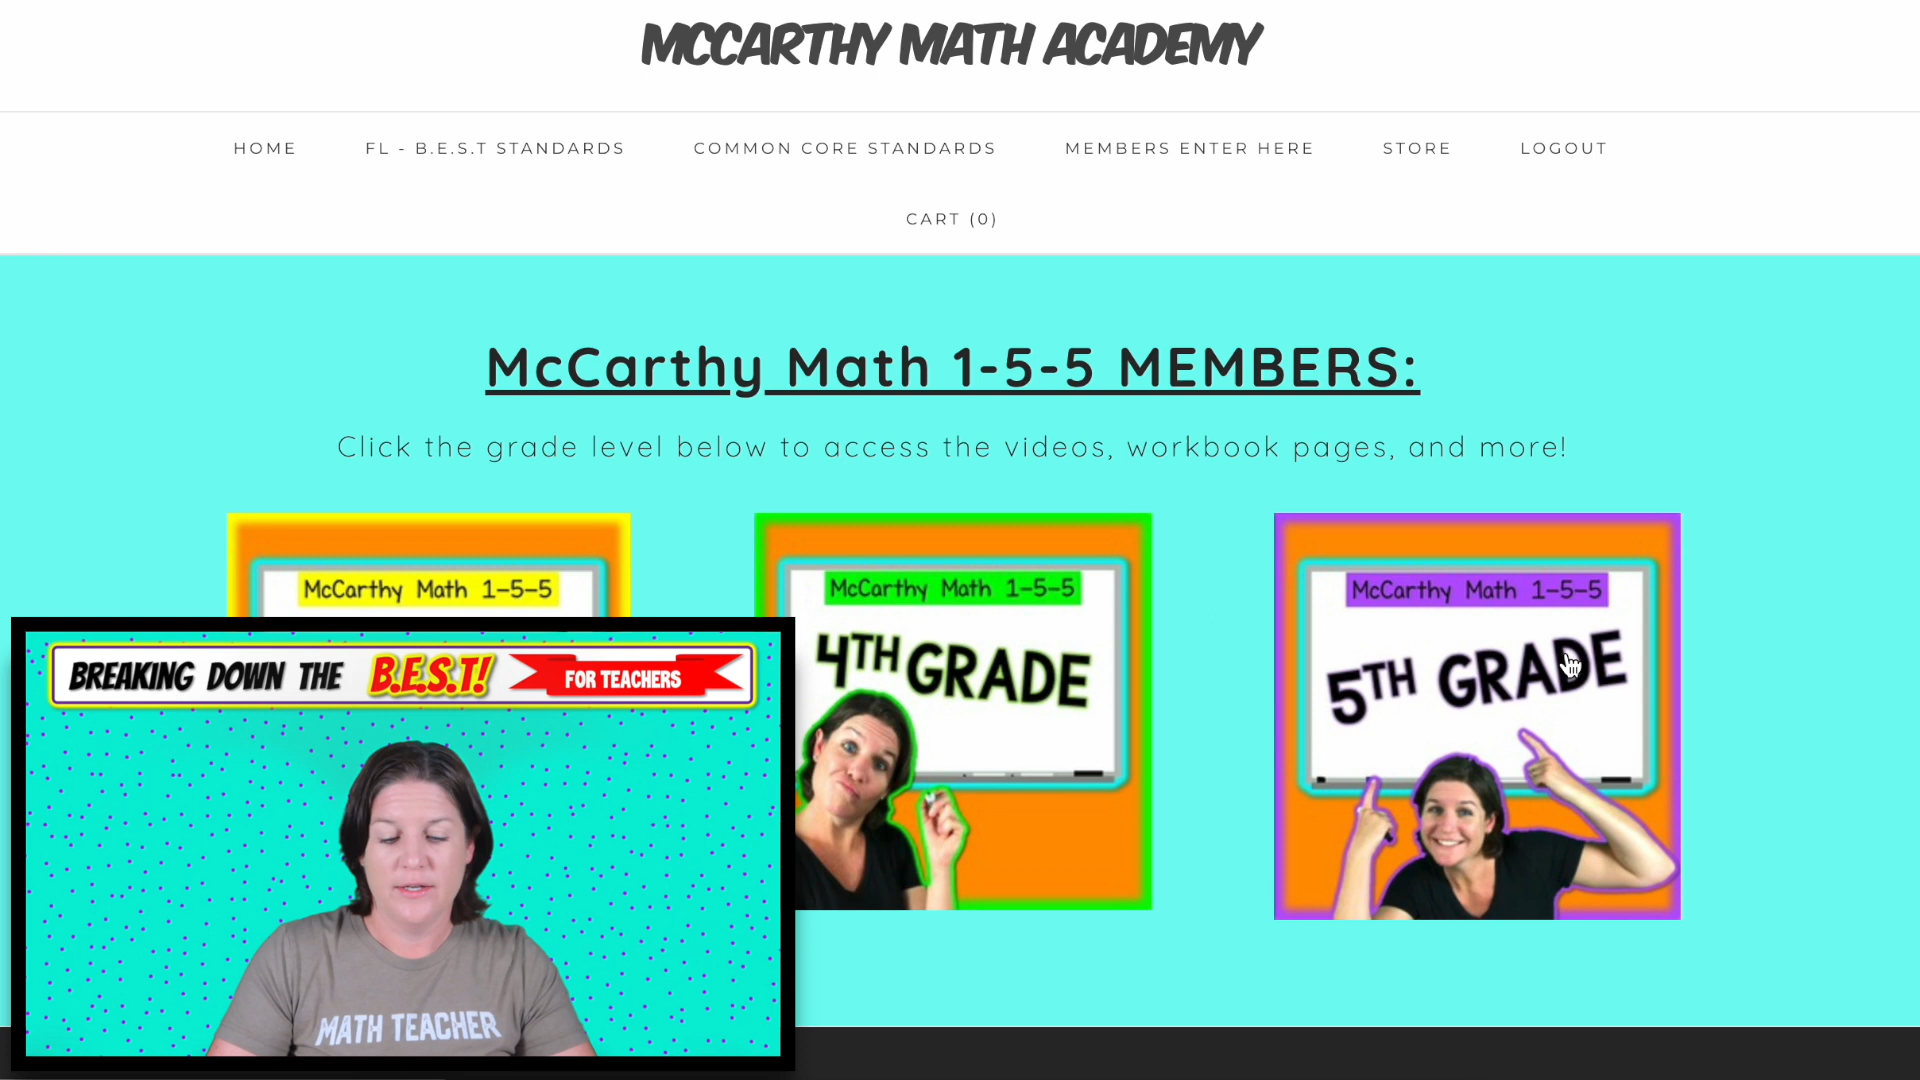 MCCARTHY MATH ACADEMY
HOME FL - B.E.S.T STANDARDS COMMON CORE STANDARDS MEMBERS ENTER HERE STORE LOGOUT
CART (0)
McCarthy Math 1-5-5 MEMBERS:
Click the grade level below to access the videos, workbook pages, and more!
McCarthy Math 1-5-5
McCarthy Math 1-5-5
4TH GRADE
McCarthy Math 1-5-5
5TH GRADE
BREAKING DOWN THE B.E.S.T! FOR TEACHERS
MATH TEACHER